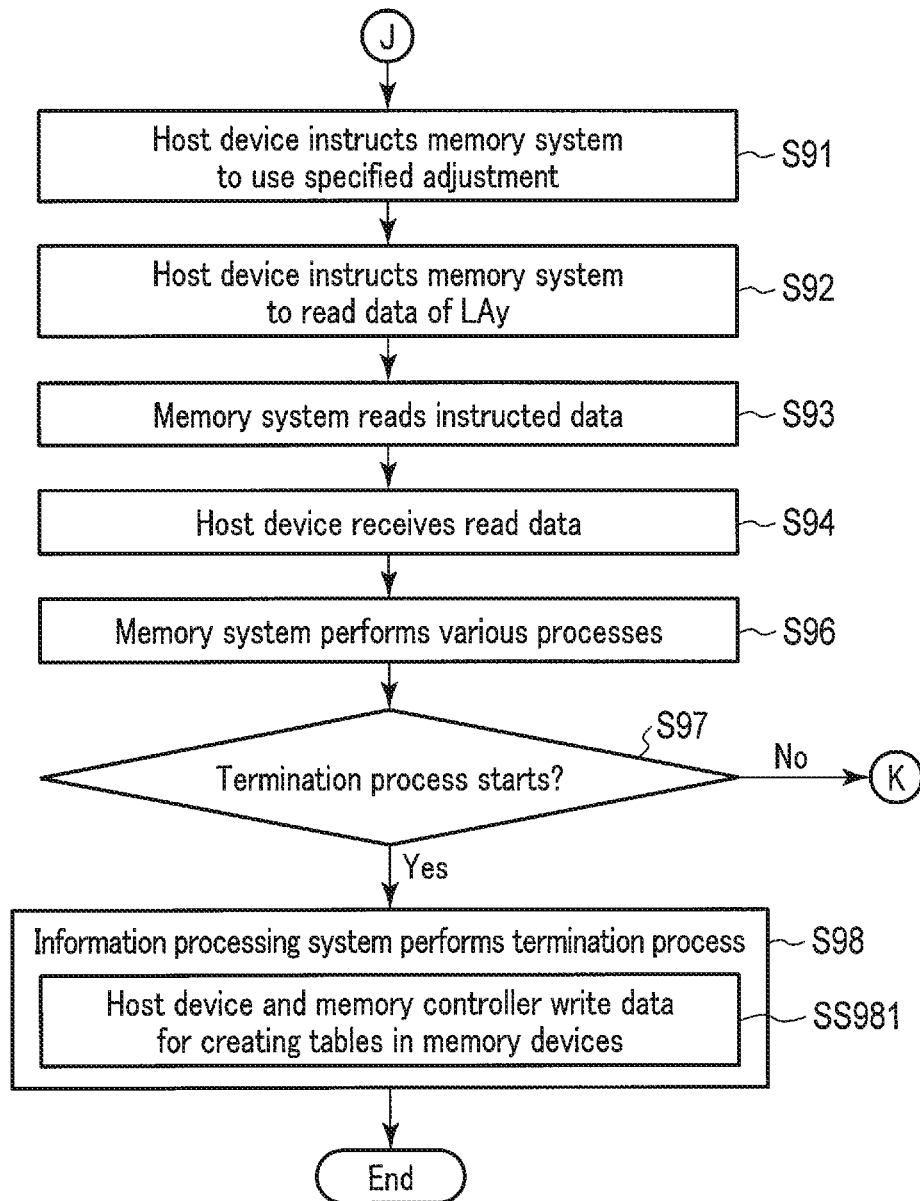 J
Host device instructs memory system
to use specified adjustment
S91
Host device instructs memory system
to read data of LAy
S92
Memory system reads instructed data
S93
Host device receives read data
S94
Memory system performs various processes
S96
S97
Termination process starts?
No
K
Yes
Information processing system performs termination process
S98
Host device and memory controller write data
for creating tables in memory devices
SS981
End